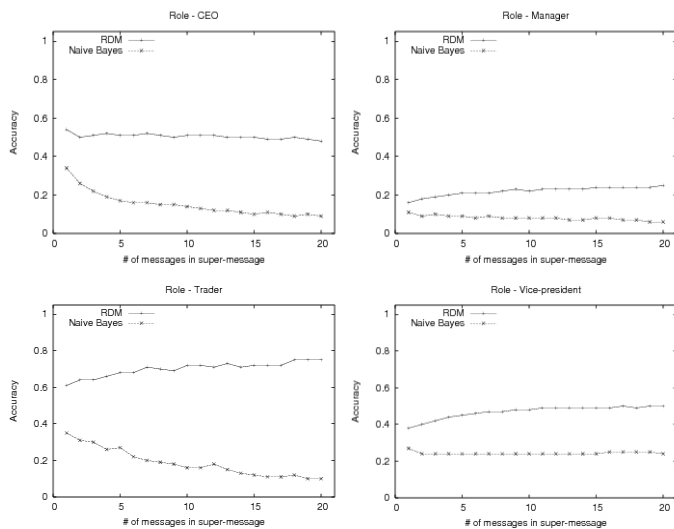 Role - CEO
RDM
Naive Bayes
1
0.8
0.6
0.4
0.2
0
Accuracy
0 5 10 15 20
# of messages in super-message
Role - Manager
RDM
Naive Bayes
1
0.8
0.6
0.4
0.2
0
Accuracy
0 5 10 15 20
# of messages in super-message
Role - Trader
RDM
Naive Bayes
1
0.8
0.6
0.4
0.2
0
Accuracy
0 5 10 15 20
# of messages in super-message
Role - Vice-president
RDM
Naive Bayes
1
0.8
0.6
0.4
0.2
0
Accuracy
0 5 10 15 20
# of messages in super-message